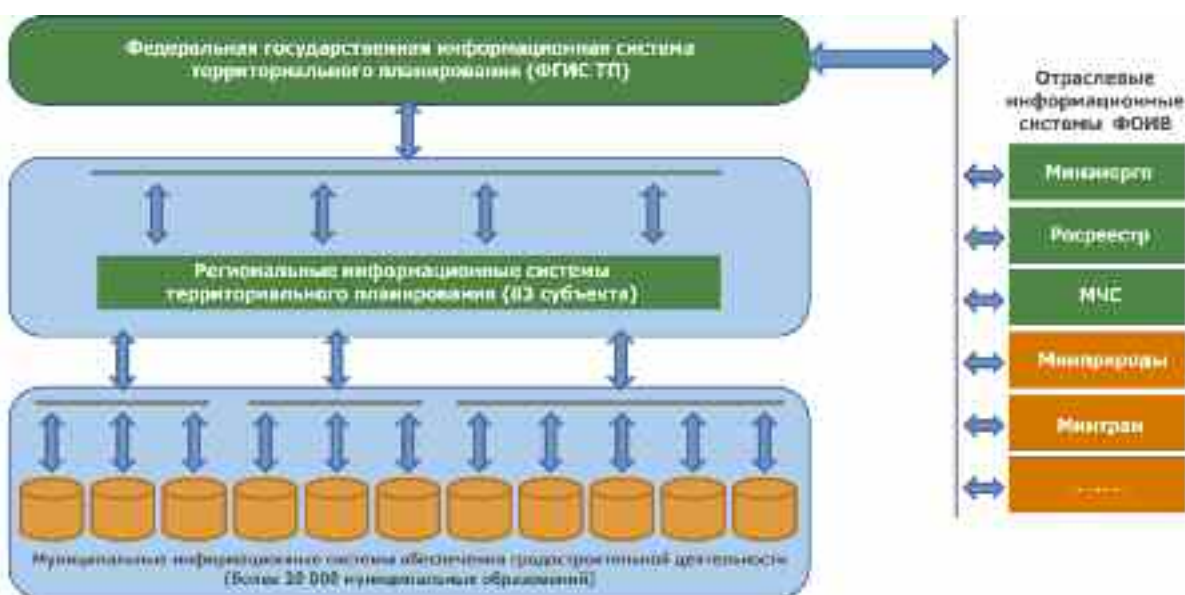 Федеральная государственная информационная система
территориального планирования (ФГИС ТП)
Отраслевые
информационные
системы ФОИВ
Минэнерго
Росреестр
МЧС
Минприроды
Минтран
......
Региональные информационные системы
территориального планирования (83 субъекта)
Муниципальные информационные системы обеспечения градостроительной деятельности
(более 20 000 муниципальных образований)